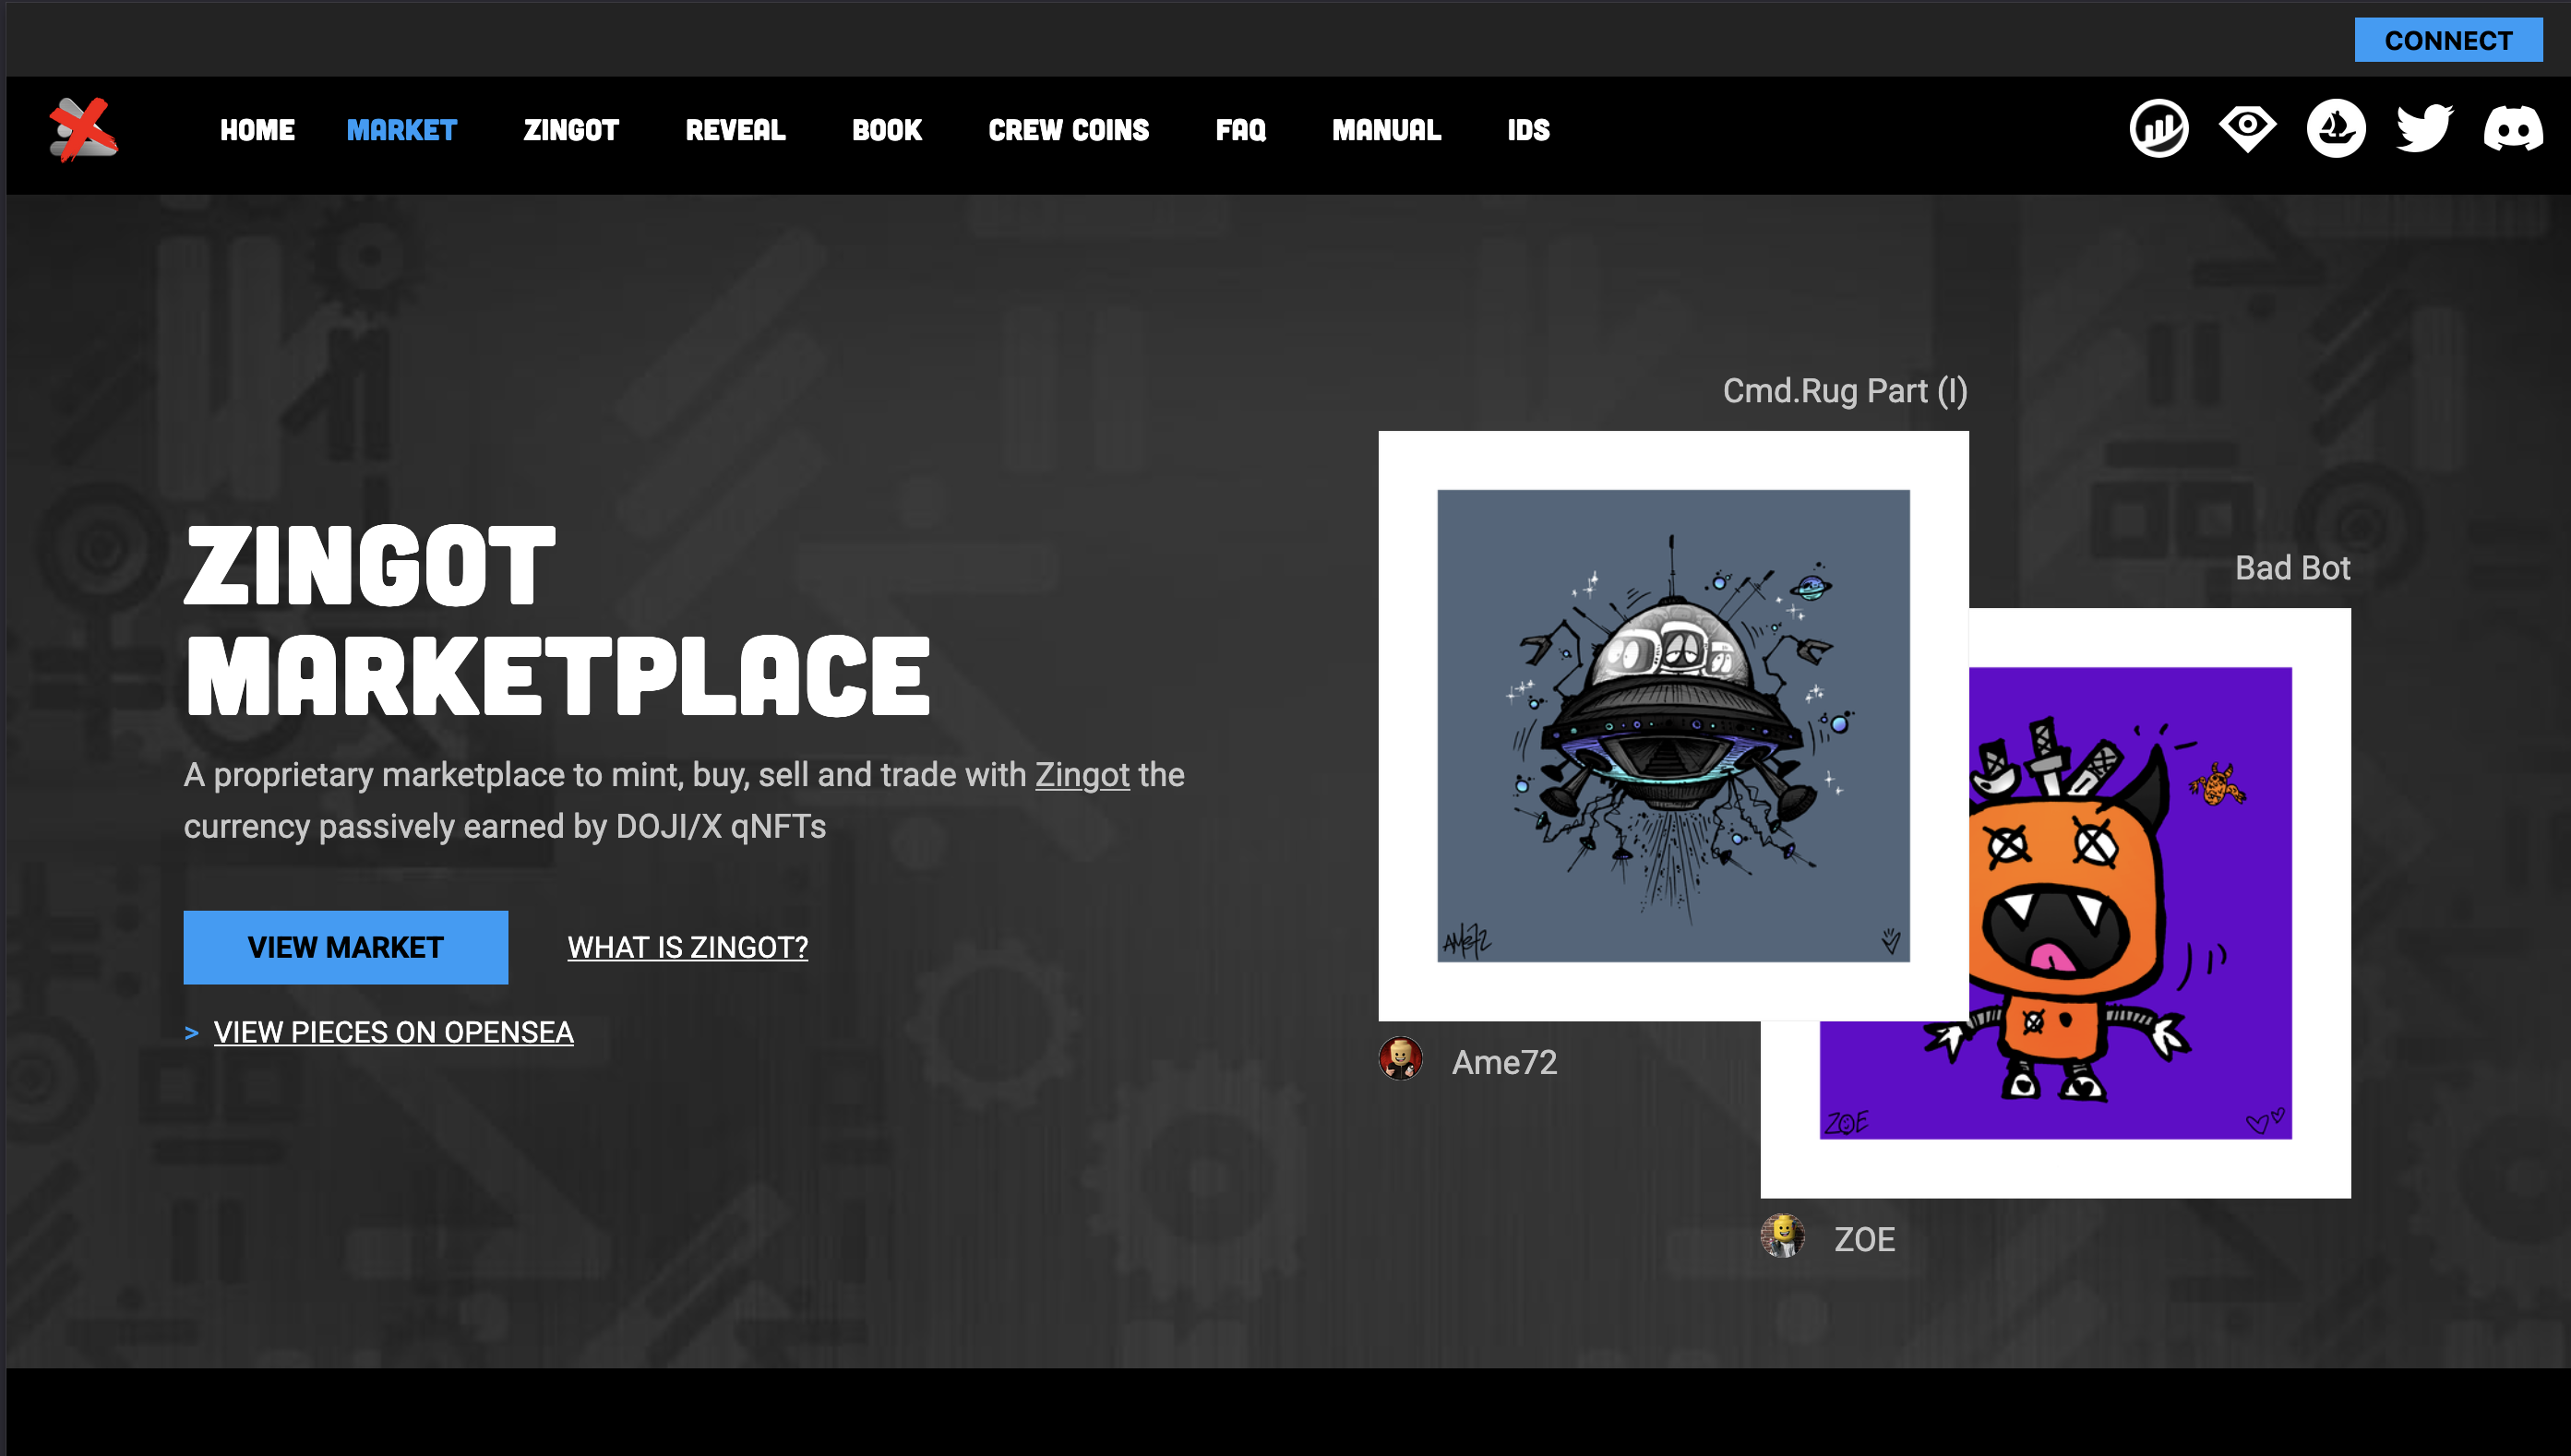 CONNECT
HOME
MARKET
ZINGOT
REVEAL
BOOK
CREW COINS
FAQ
MANUAL
IDS
ZINGOT
MARKETPLACE
A proprietary marketplace to mint, buy, sell and trade with Zingot the
currency passively earned by DOJI/X qNFTs
VIEW MARKET
WHAT IS ZINGOT?
> VIEW PIECES ON OPENSEA
Cmd.Rug Part (I)
AMe72
Ame72
Bad Bot
ZOE
ZOE